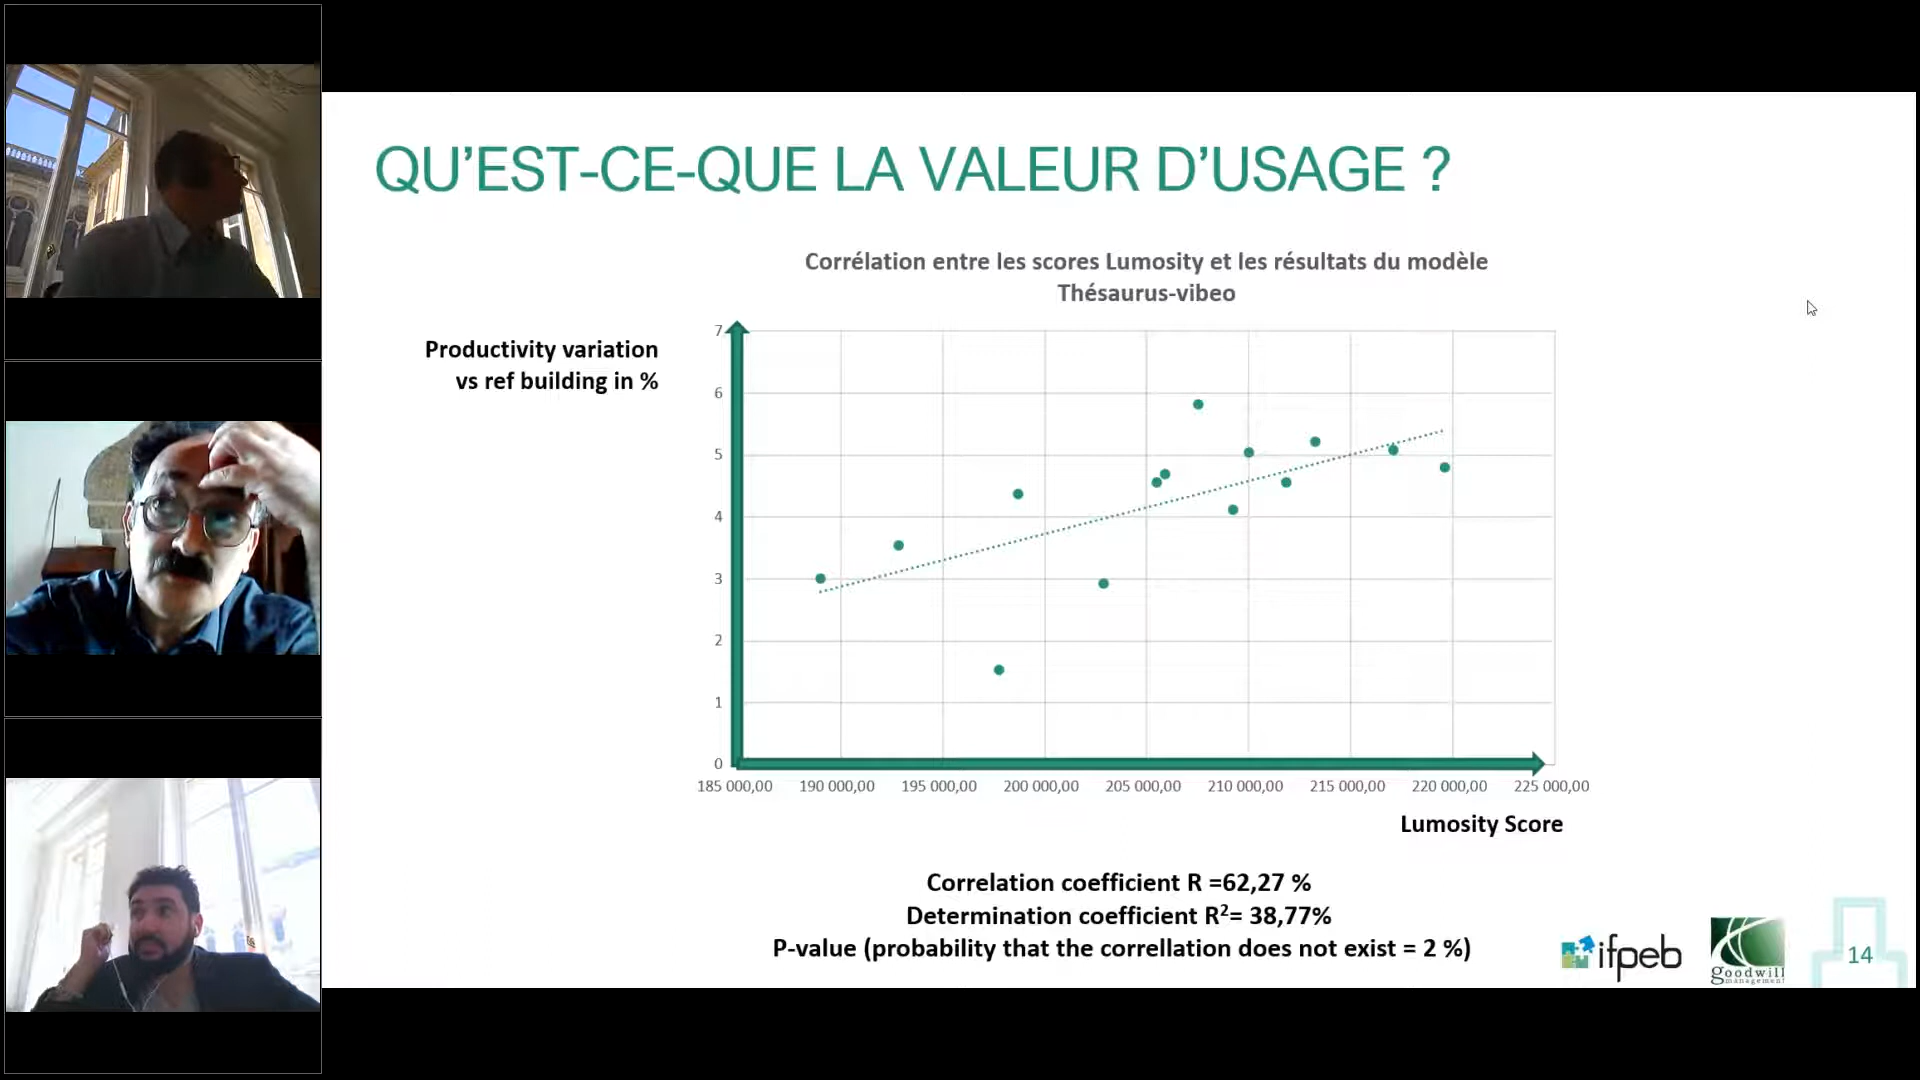 QU’EST-CE-QUE LA VALEUR D’USAGE ?
Corrélation entre les scores Lumosity et les résultats du modèle
Thésaurus-vibeo
Productivity variation
vs ref building in %
7
6
5
4
3
2
1
0
185 000,00 190 000,00 195 000,00 200 000,00 205 000,00 210 000,00 215 000,00 220 000,00 225 000,00
Lumosity Score
Correlation coefficient R =62,27 %
Determination coefficient R²= 38,77%
P-value (probability that the correllation does not exist = 2 %)
ifpeb
goodwill
management
14